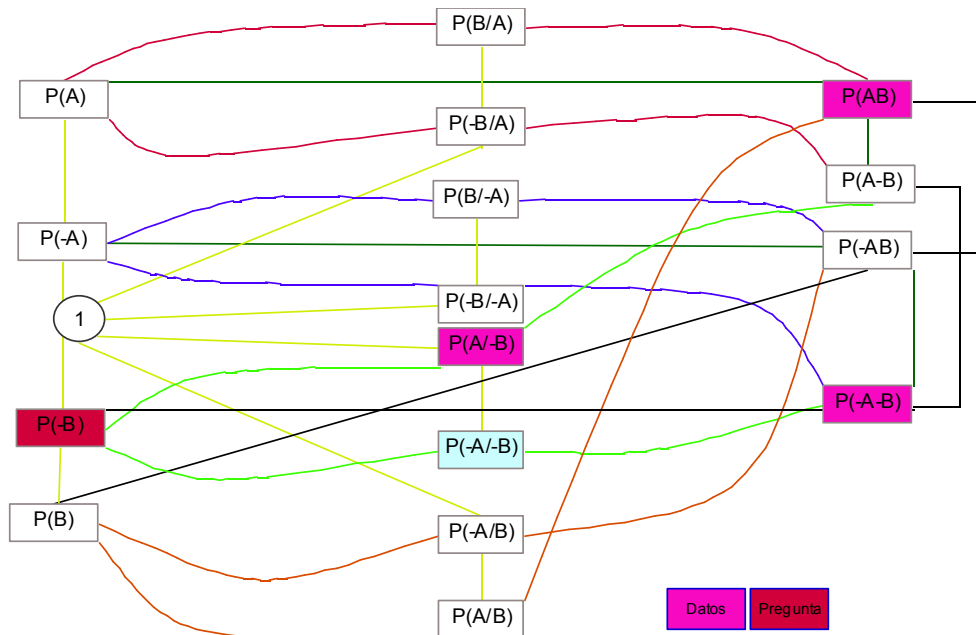 P(B/A)
P(A)
P(AB)
P(-B/A)
P(A-B)
P(B/-A)
P(-A)
P(-AB)
P(-B/-A)
1
P(A/-B)
P(-A-B)
P(-B)
P(-A/-B)
P(B)
P(-A/B)
P(A/B)
Datos
Pregunta